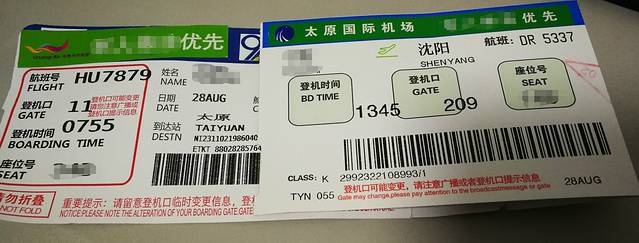 优先
航班号
FLIGHT HU7879
登机口
GATE 11
登机口可能变更
请您注意广播或
登机口提示信息
登机时间 0755
BOARDING TIME
座位号
SEAT
请勿折叠
NOT FOLD
姓名
NAME
日期
DATE 28AUG
到达站 太原
DESTN TAIYUAN
ETKT
重要提示：请留意登机口临时变更信息,
NOTICE:PLEASE NOTE THE ALTERATION OF YOUR BOARDING GATE.
太原国际机场
优先
沈阳
SHENYANG
航班: DR 5337
登机时间
BD TIME
1345
登机口
GATE
209
座位号
SEAT
CLASS: K 2992322108993/1
TYN 055
登机口可能变更，请注意广播或者登机口提示信息
Gate may change,please pay attention to the broadcastmessage or gate
28AUG